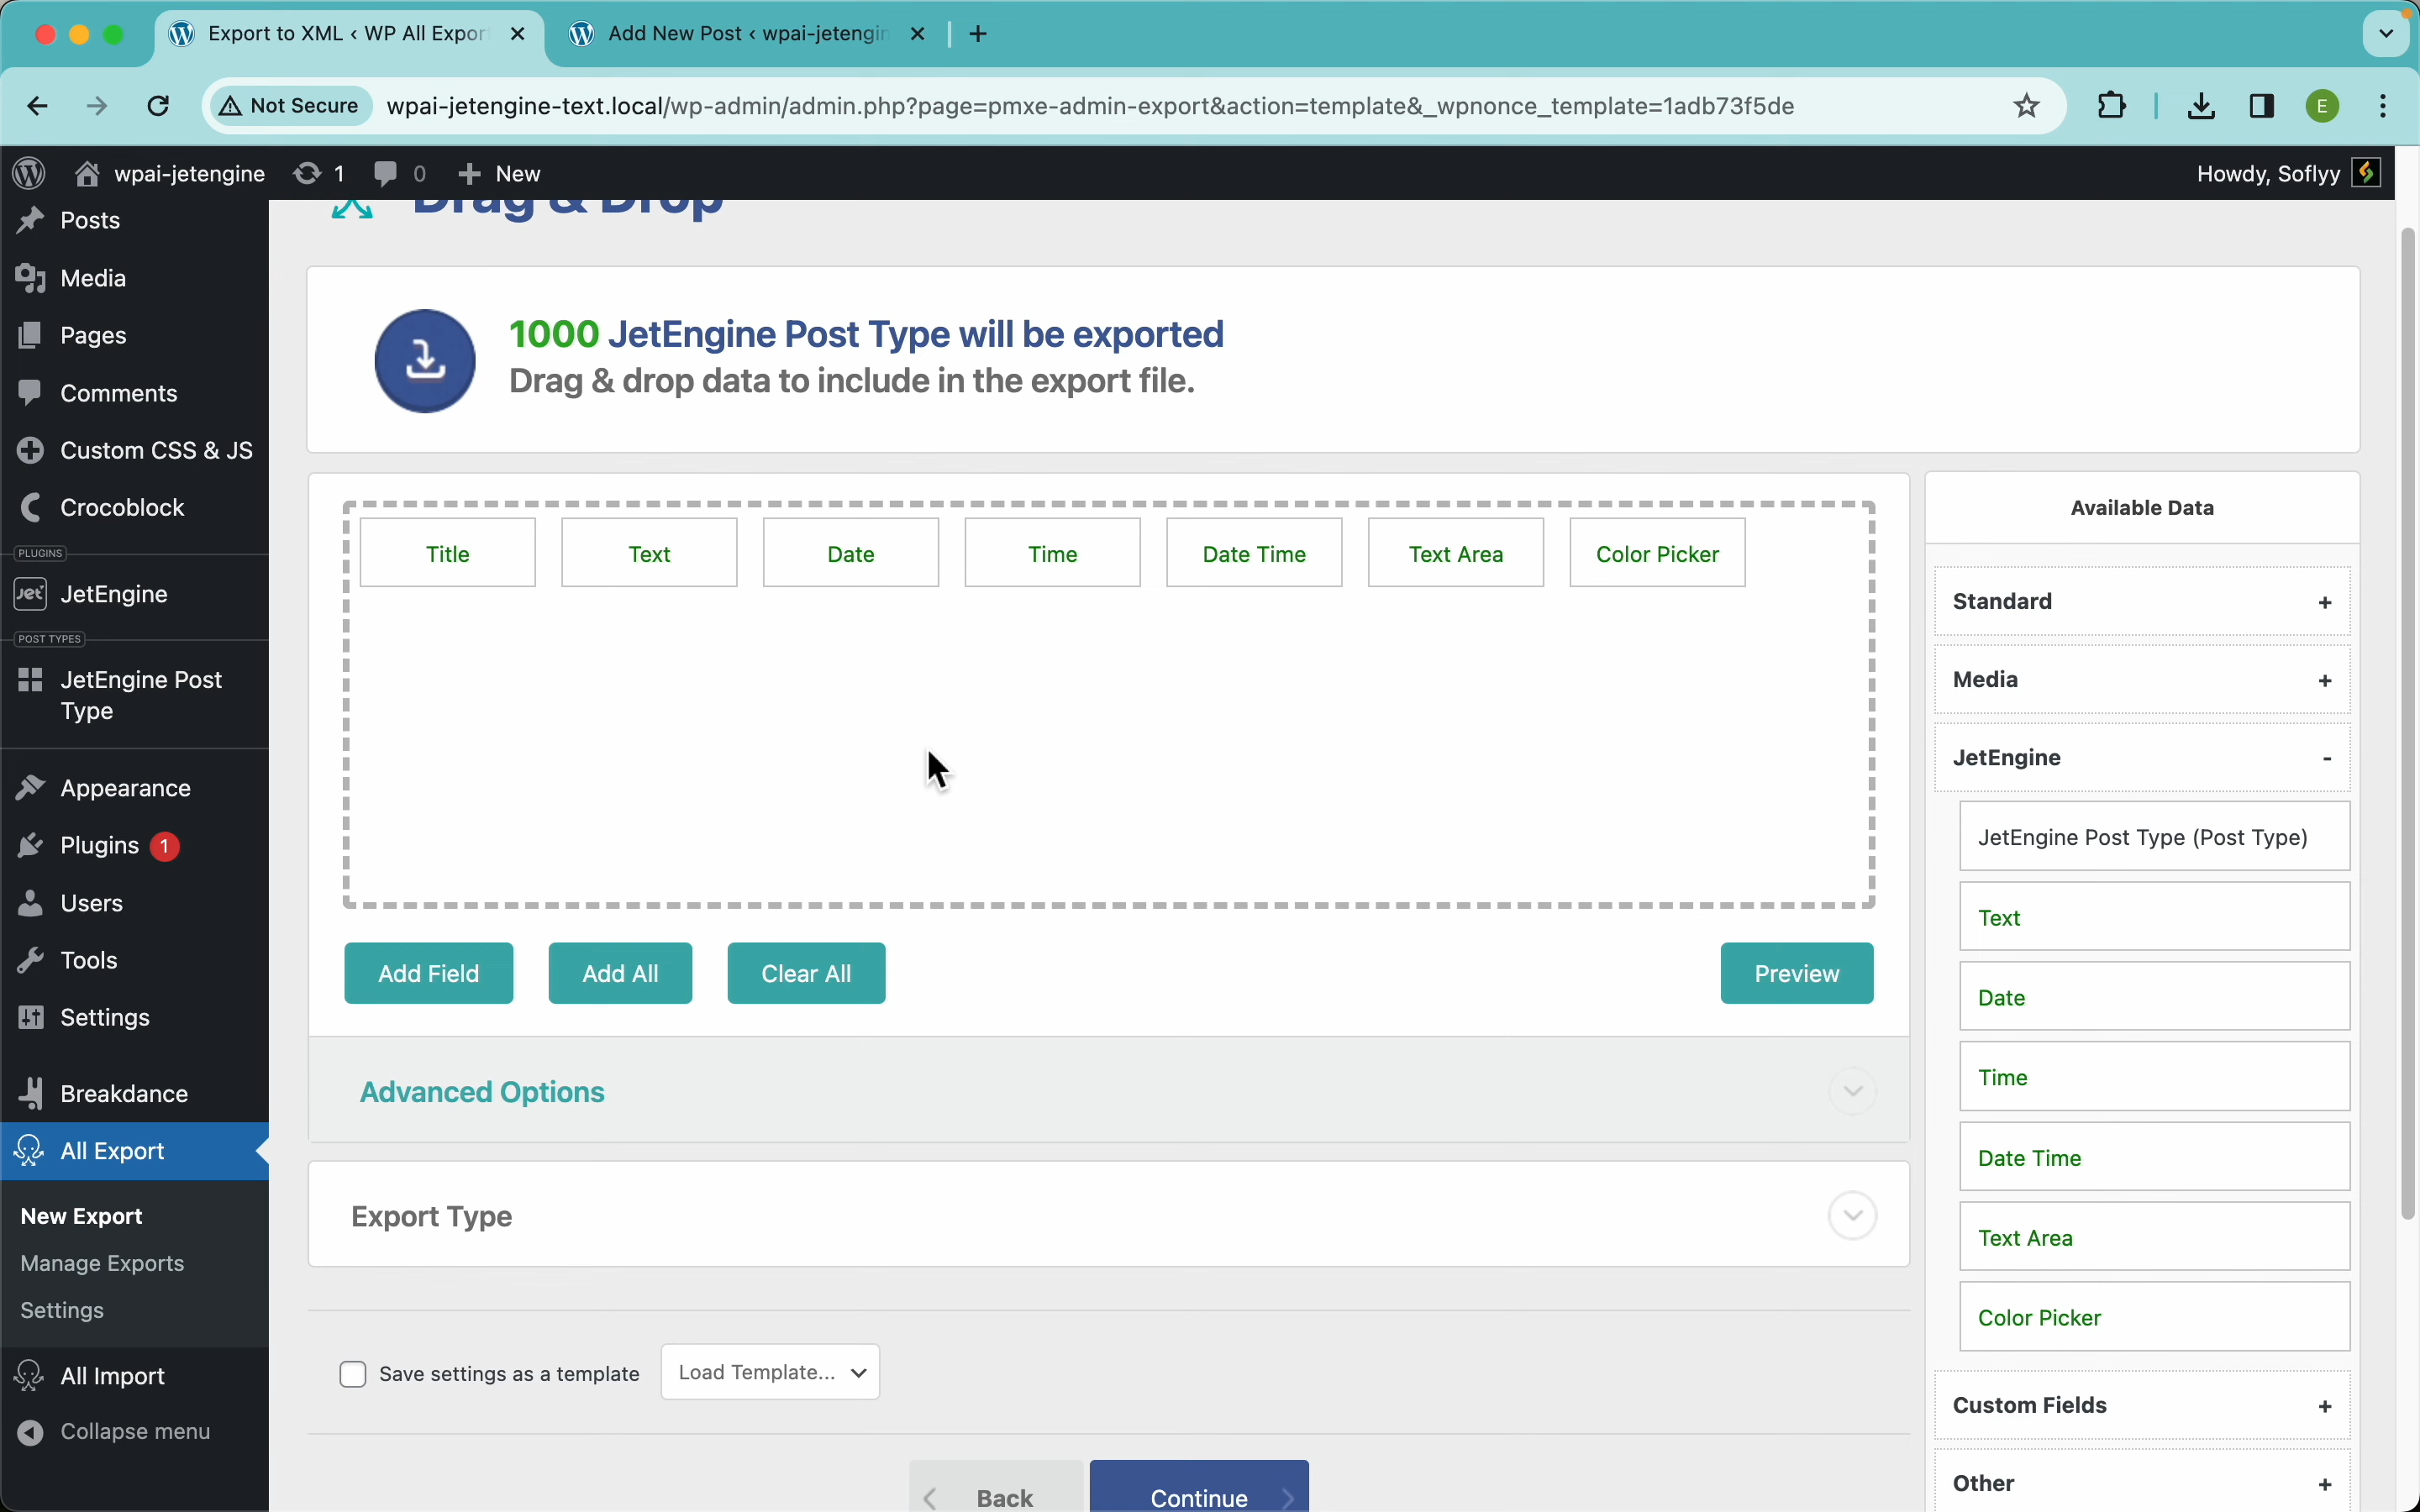 Export to XML ‹ WP All Expor
Add New Post ‹ wpai-jetengin
Not Secure
wpai-jetengine-text.local/wp-admin/admin.php?page=pmxe-admin-export&action=template&_wpnonce_template=1adb73f5de
E
wpai-jetengine
1
0
New
Howdy, Soflyy
Posts
Media
Pages
Comments
Custom CSS & JS
Crocoblock
PLUGINS
Jet
JetEngine
POST TYPES
JetEngine Post
Type
Appearance
Plugins 1
Users
Tools
Settings
Breakdance
All Export
New Export
Manage Exports
Settings
All Import
Collapse menu
Drag & Drop
1000 JetEngine Post Type will be exported
Drag & drop data to include in the export file.
Title
Text
Date
Time
Date Time
Text Area
Color Picker
Add Field
Add All
Clear All
Preview
Advanced Options
Export Type
Save settings as a template
Load Template...
Back
Continue
Available Data
Standard +
Media +
JetEngine -
JetEngine Post Type (Post Type)
Text
Date
Time
Date Time
Text Area
Color Picker
Custom Fields +
Other +